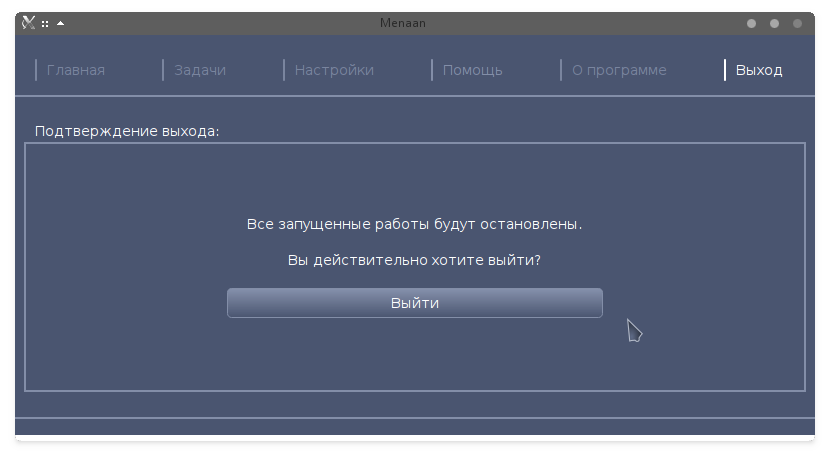 Menaan
Главная Задачи Настройки Помощь О программе Выход
Подтверждение выхода:
Все запущенные работы будут остановлены.
Вы действительно хотите выйти?
Выйти